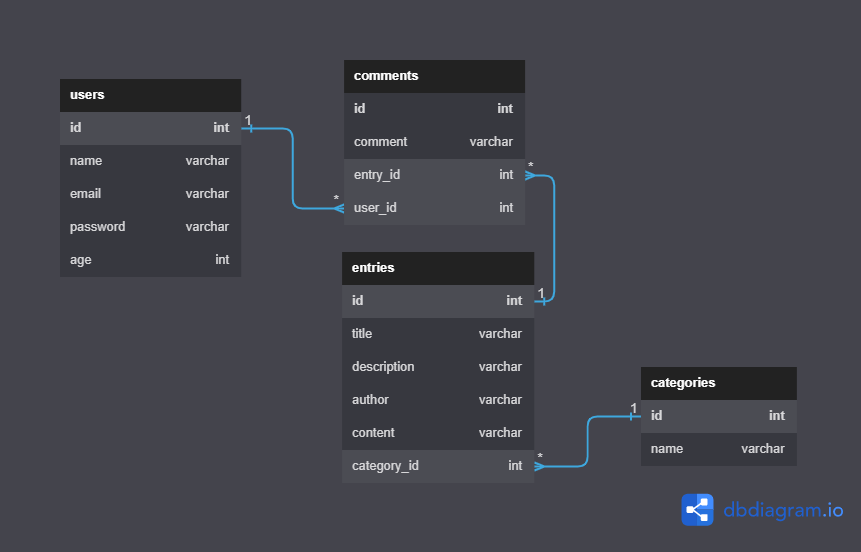 users
id int
name varchar
email varchar
password varchar
age int
1
*
comments
id int
comment varchar
entry_id int
user_id int
*
1
entries
id int
title varchar
description varchar
author varchar
content varchar
category_id int
*
1
categories
id int
name varchar
dbdiagram.io